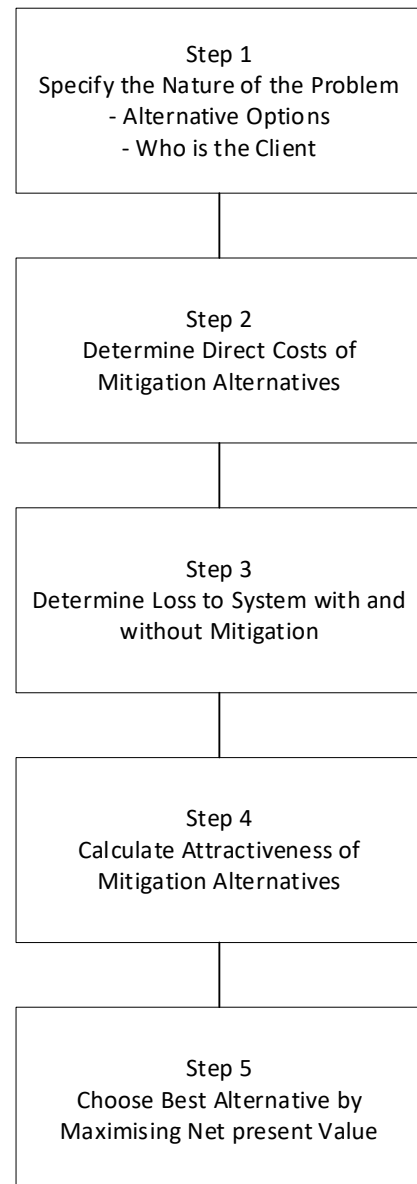 Step 1
Specify the Nature of the Problem
- Alternative Options
- Who is the Client
Step 2
Determine Direct Costs of
Mitigation Alternatives
Step 3
Determine Loss to System with and
without Mitigation
Step 4
Calculate Attractiveness of
Mitigation Alternatives
Step 5
Choose Best Alternative by
Maximising Net present Value